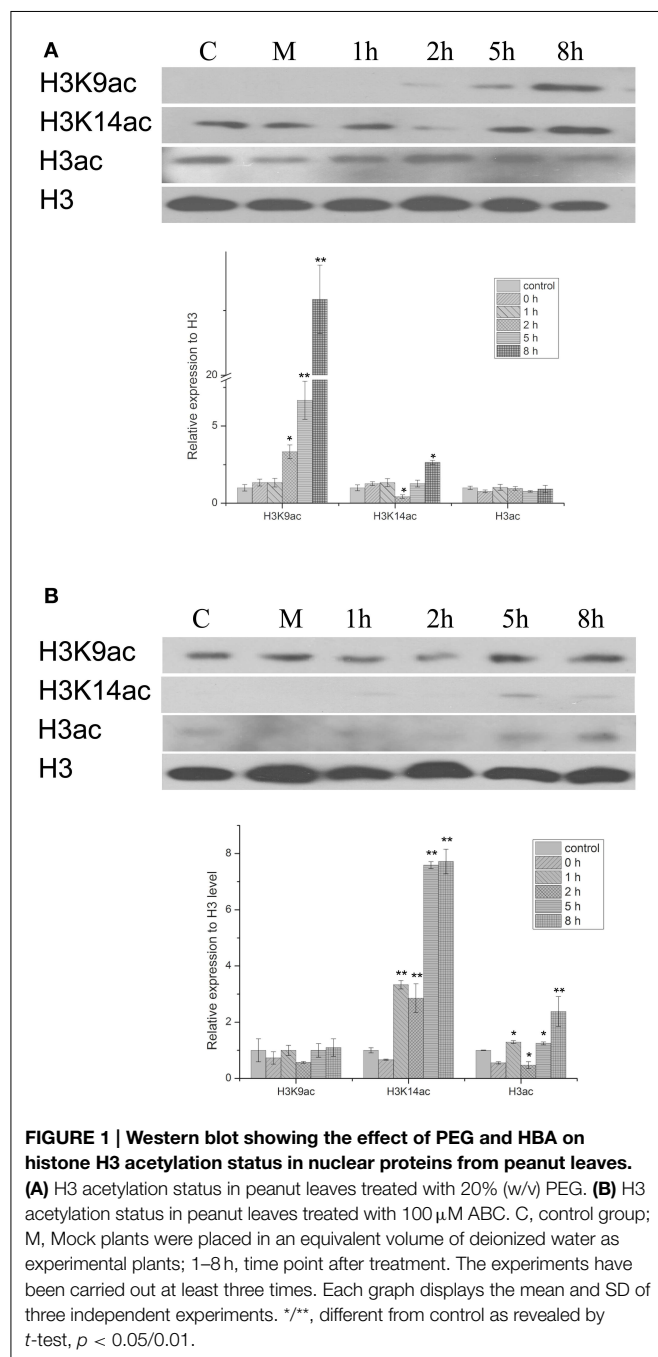 A
C M 1h 2h 5h 8h
H3K9ac
H3K14ac
H3ac
H3
Relative expression to H3
20
5
0
** 
** 
*
*
*
H3K9ac H3K14ac H3ac
control
0 h
1 h
2 h
5 h
8 h
B
C M 1h 2h 5h 8h
H3K9ac
H3K14ac
H3ac
H3
Relative expression to H3 level
8
6
4
2
0
** **
** **
* * * **
H3K9ac H3K14ac H3ac
control
0 h
1 h
2 h
5 h
8 h
FIGURE 1 | Western blot showing the effect of PEG and HBA on
histone H3 acetylation status in nuclear proteins from peanut leaves.
(A) H3 acetylation status in peanut leaves treated with 20% (w/v) PEG. (B) H3
acetylation status in peanut leaves treated with 100 μM ABC. C, control group;
M, Mock plants were placed in an equivalent volume of deionized water as
experimental plants; 1–8 h, time point after treatment. The experiments have
been carried out at least three times. Each graph displays the mean and SD of
three independent experiments. */**, different from control as revealed by
t-test, p < 0.05/0.01.